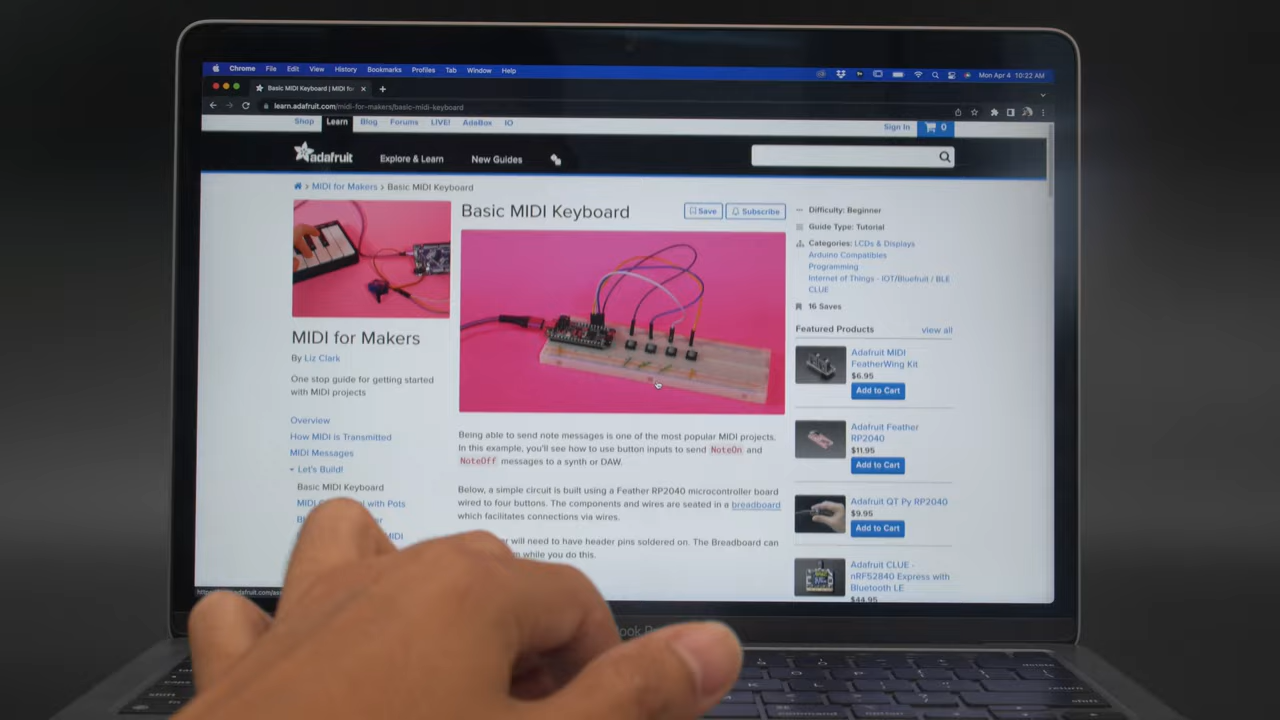 Chrome File Edit View History Bookmarks Profiles Tab Window Help
Mon Apr 4 10:22 AM
Basic MIDI Keyboard | MIDI fo
learn.adafruit.com/midi-for-makers/basic-midi-keyboard
Shop Learn Blog Forums LIVE! AdaBox IO
Sign In 0
adafruit Explore & Learn New Guides
MIDI for Makers > Basic MIDI Keyboard
MIDI for Makers
By Liz Clark
One stop guide for getting started
with MIDI projects
Overview
How MIDI is Transmitted
MIDI Messages
Let's Build!
Basic MIDI Keyboard
MIDI with Pots
Basic MIDI Keyboard
Save Subscribe
Being able to send note messages is one of the most popular MIDI projects.
In this example, you'll see how to use button inputs to send NoteOn and
NoteOff messages to a synth or DAW.
Below, a simple circuit is built using a Feather RP2040 microcontroller board
wired to four buttons. The components and wires are seated in a breadboard
which facilitates connections via wires.
will need to have header pins soldered on. The Breadboard can
while you do this.
Difficulty: Beginner
Guide Type: Tutorial
Categories: LCDs & Displays
Arduino Compatibles
Programming
Internet of Things - IOT/Bluefruit / BLE
CLUE
16 Saves
Featured Products view all
Adafruit MIDI
FeatherWing Kit
$6.95
Add to Cart
Adafruit Feather
RP2040
$11.95
Add to Cart
Adafruit QT Py RP2040
$9.95
Add to Cart
Adafruit CLUE -
nRF52840 Express with
Bluetooth LE
$44.95
delete
return
shift